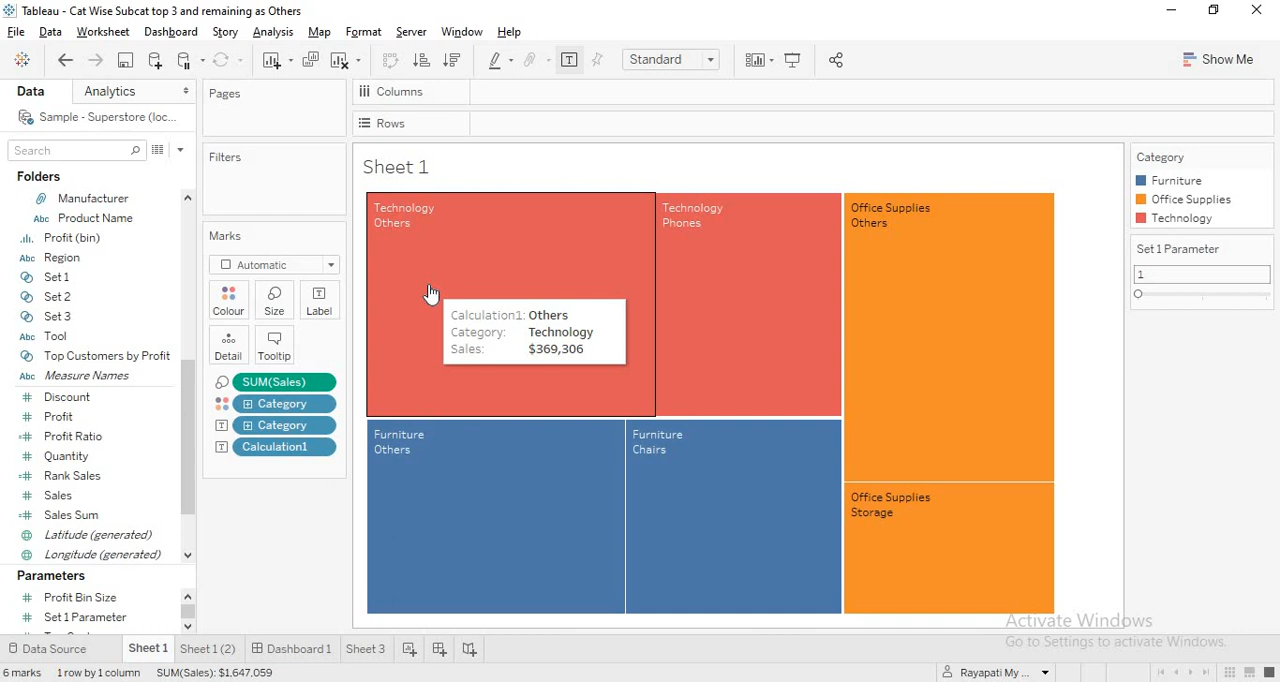 Tableau - Cat Wise Subcat top 3 and remaining as Others
File Data Worksheet Dashboard Story Analysis Map Format Server Window Help
Standard
Show Me
Data Analytics
Sample - Superstore (loc...
Search
Folders
Manufacturer
Abc Product Name
Profit (bin)
Abc Region
Set 1
Set 2
Set 3
Abc Tool
Top Customers by Profit
Abc Measure Names
Discount
Profit
Profit Ratio
Quantity
Rank Sales
Sales
Sales Sum
Latitude (generated)
Longitude (generated)
Parameters
Profit Bin Size
Set 1 Parameter
Pages
Filters
Marks
Automatic
Colour Size Label
Detail Tooltip
SUM(Sales)
Category
Category
Calculation1
Columns
Rows
Sheet 1
Technology
Others
Technology
Phones
Office Supplies
Others
Calculation1: Others
Category: Technology
Sales: $369,306
Furniture
Others
Furniture
Chairs
Office Supplies
Storage
Category
Furniture
Office Supplies
Technology
Set 1 Parameter
1
Activate Windows
Go to Settings to activate Windows.
Data Source Sheet 1 Sheet 1 (2) Dashboard 1 Sheet 3
6 marks 1 row by 1 column SUM(Sales): $1,647,059
Rayapati My ...